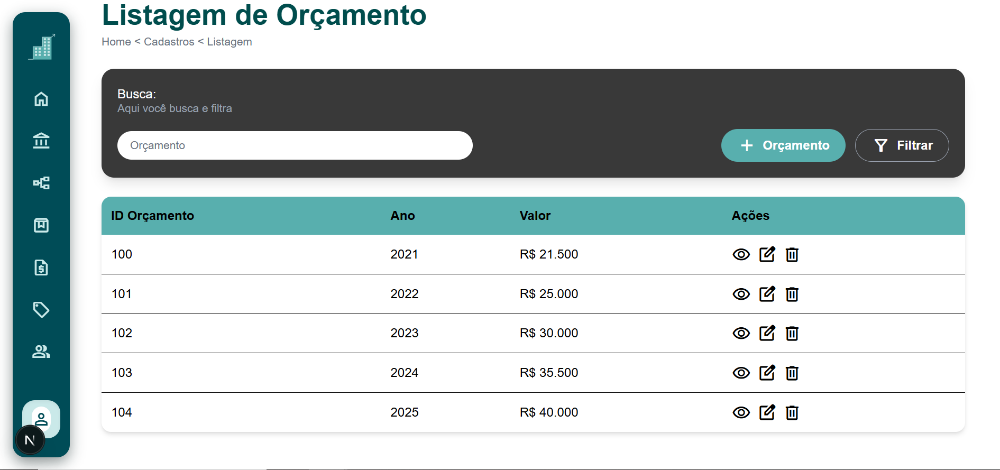 Listagem de Orçamento
Home < Cadastros < Listagem
Busca:
Aqui você busca e filtra
Orçamento
Orçamento
Filtrar
ID Orçamento Ano Valor Ações
100 2021 R$ 21.500
101 2022 R$ 25.000
102 2023 R$ 30.000
103 2024 R$ 35.500
104 2025 R$ 40.000
N